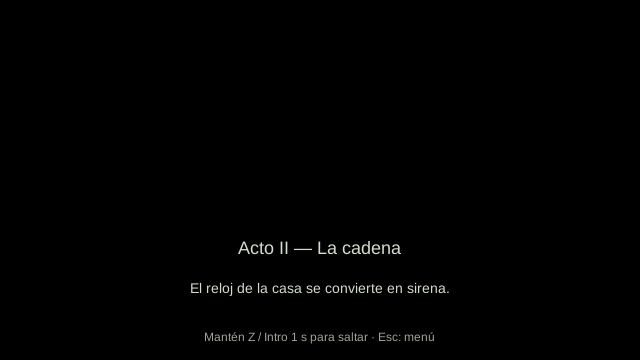 Acto II — La cadena
El reloj de la casa se convierte en sirena.
Mantén Z / Intro 1 s para saltar · Esc: menú